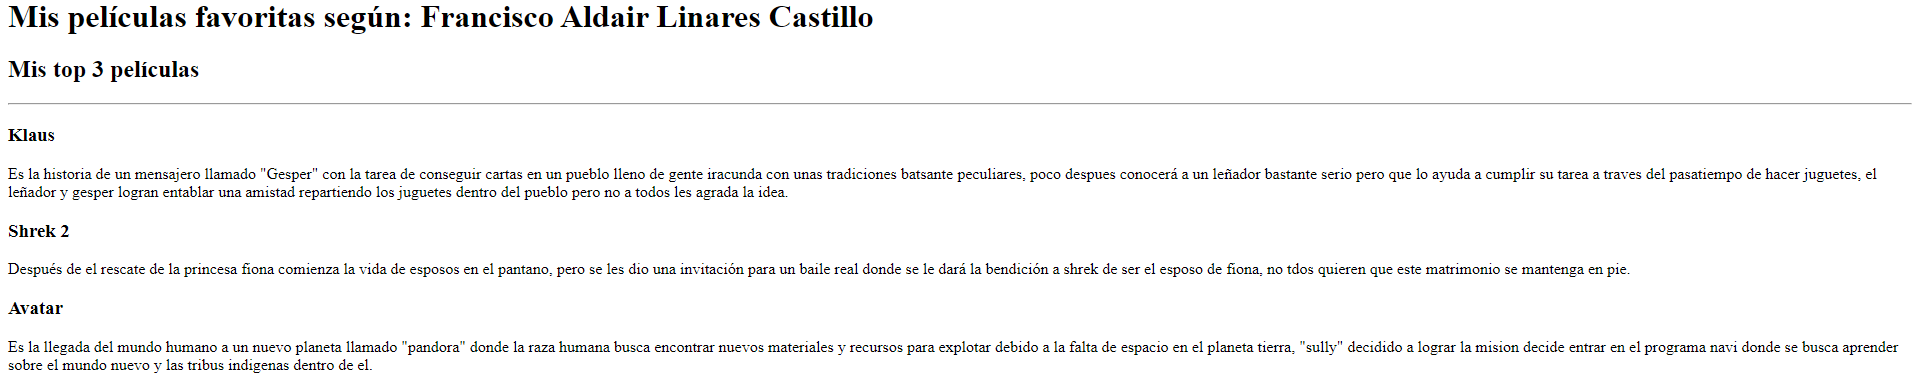 Mis películas favoritas según: Francisco Aldair Linares Castillo
Mis top 3 películas
Klaus
Es la historia de un mensajero llamado "Gesper" con la tarea de conseguir cartas en un pueblo lleno de gente iracunda con unas tradiciones batsante peculiares, poco despues conocerá a un leñador bastante serio pero que lo ayuda a cumplir su tarea a traves del pasatiempo de hacer juguetes, el
leñador y gesper logran entablar una amistad repartiendo los juguetes dentro del pueblo pero no a todos les agrada la idea.
Shrek 2
Después de el rescate de la princesa fiona comienza la vida de esposos en el pantano, pero se les dio una invitación para un baile real donde se le dará la bendición a shrek de ser el esposo de fiona, no tdos quieren que este matrimonio se mantenga en pie.
Avatar
Es la llegada del mundo humano a un nuevo planeta llamado "pandora" donde la raza humana busca encontrar nuevos materiales y recursos para explotar debido a la falta de espacio en el planeta tierra, "sully" decidido a lograr la mision decide entrar en el programa navi donde se busca aprender
sobre el mundo nuevo y las tribus indigenas dentro de el.